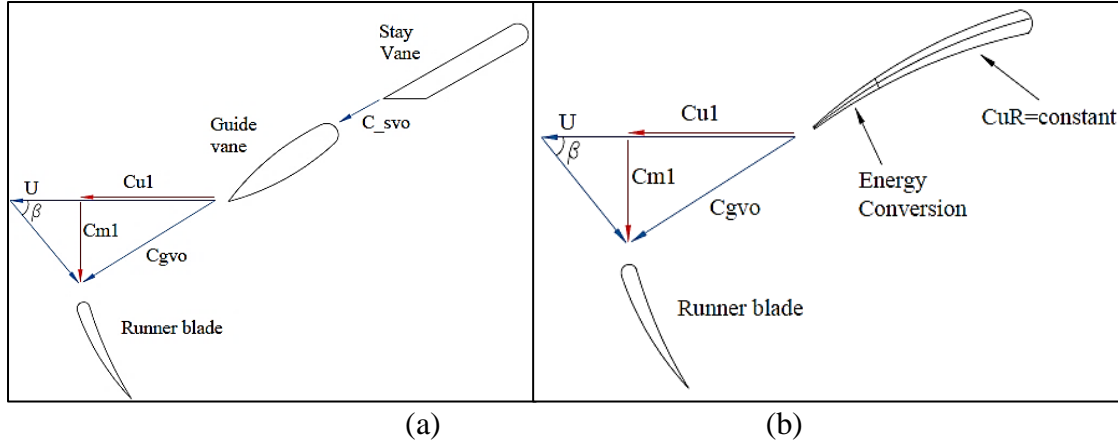 Stay
Vane
C_svo
Guide
vane
U
Cu1
β
Cm1
Cgvo
Runner blade
(a)
CuR=constant
U
Cu1
β
Energy
Conversion
Cm1
Cgvo
Runner blade
(b)